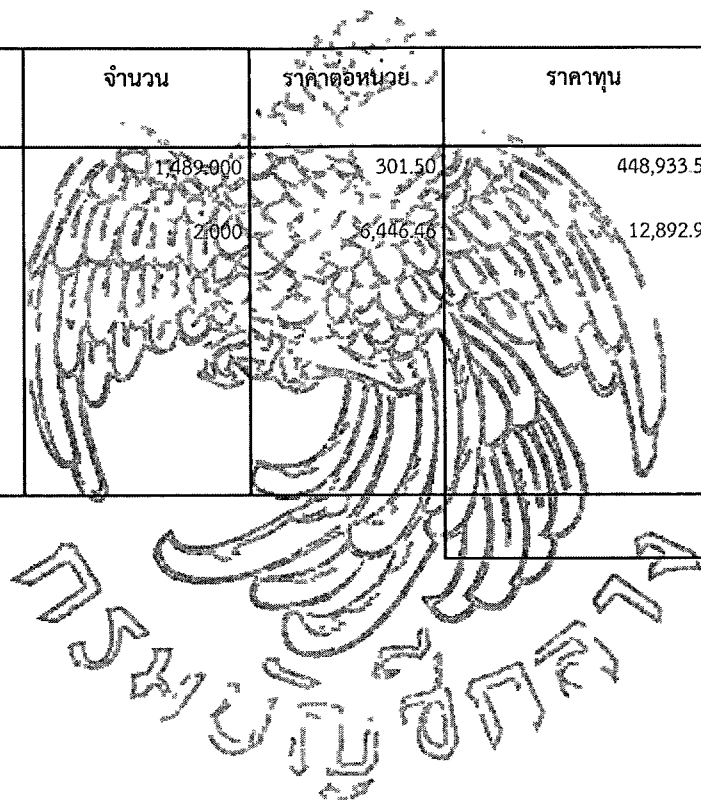 จำนวน ราคาต่อหน่วย ราคาทุน
1,489.000 301.50 448,933.5
2.000 6,446.46 12,892.9
กรมบัญชีกลาง